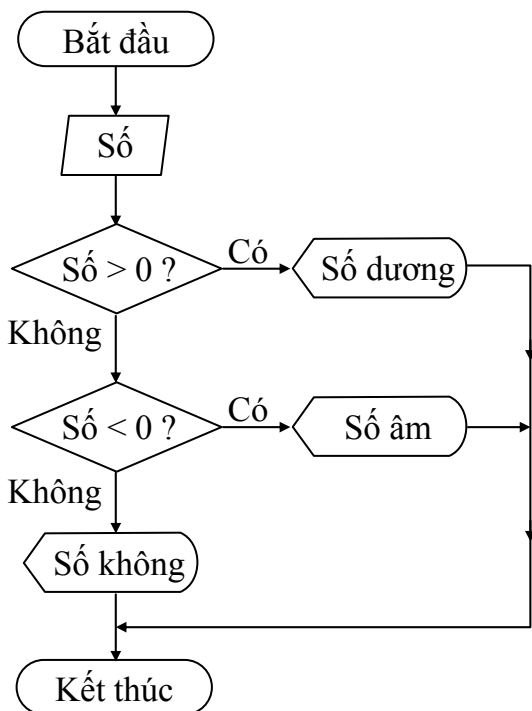 Bắt đầu
Số
Số > 0 ?
Có
Số dương
Không
Số < 0 ?
Có
Số âm
Không
Số không
Kết thúc